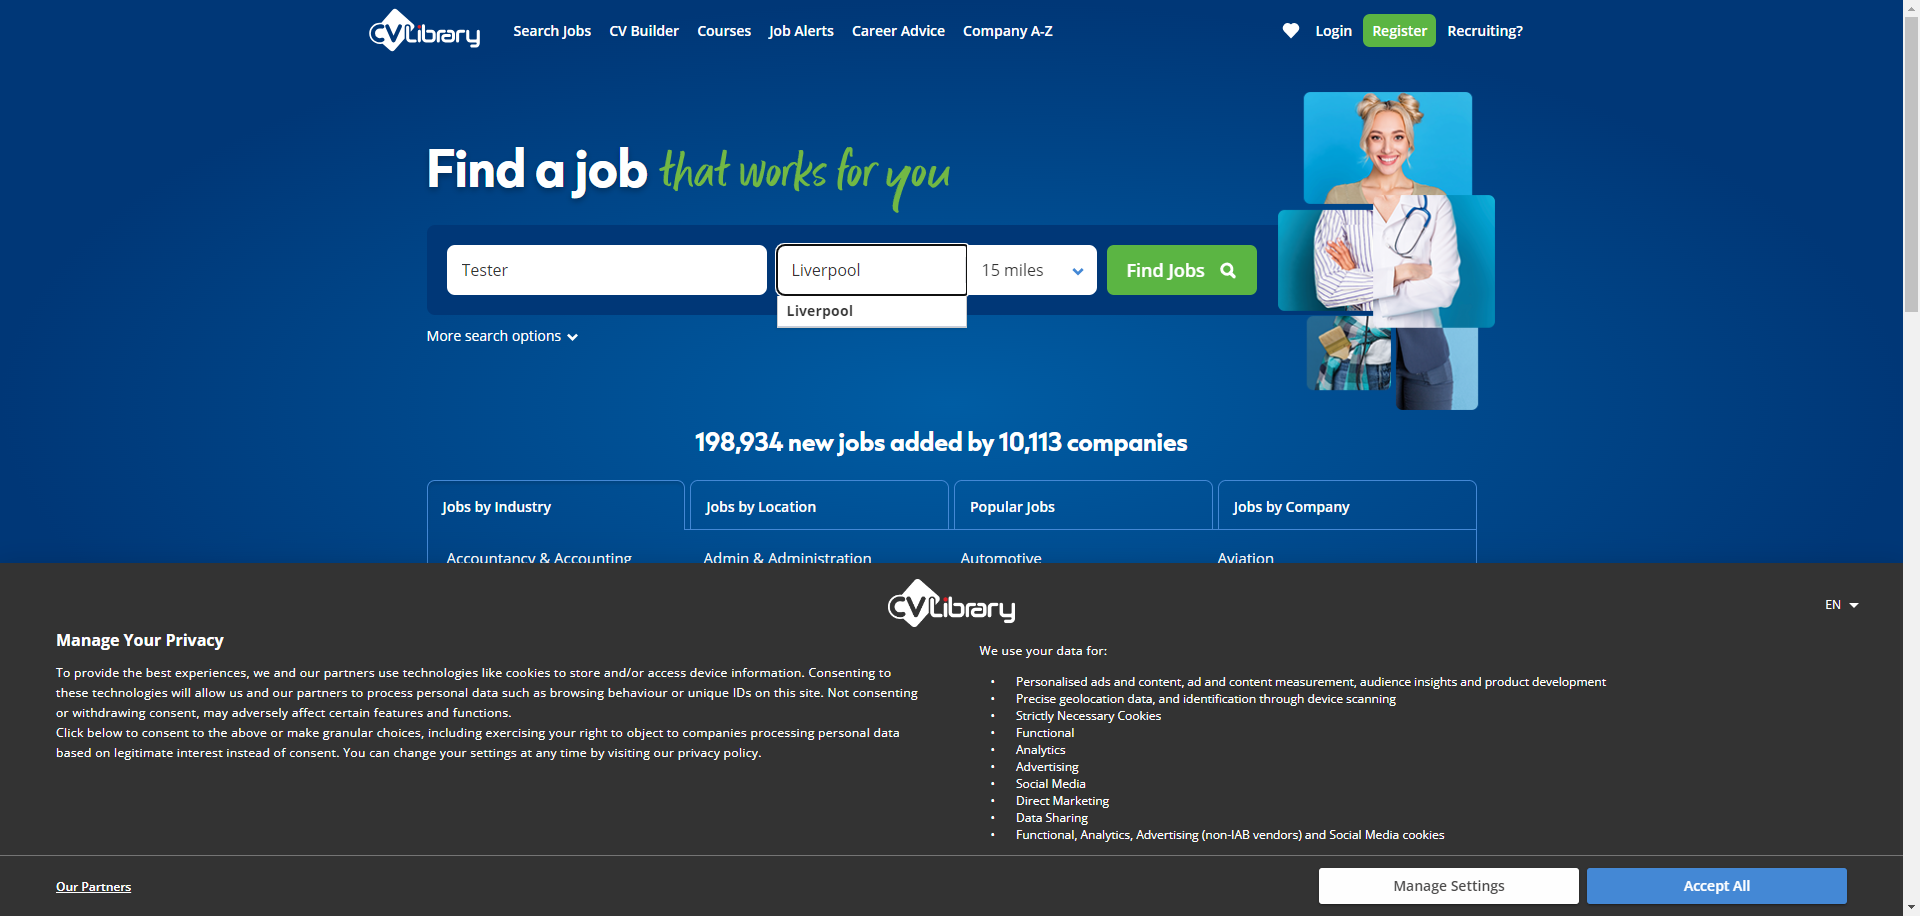 CVLibrary
Search Jobs
CV Builder
Courses
Job Alerts
Career Advice
Company A-Z
Login
Register
Recruiting?
Find a job that works for you
Tester
Liverpool
15 miles
Find Jobs
Liverpool
More search options
198,934 new jobs added by 10,113 companies
Jobs by Industry
Jobs by Location
Popular Jobs
Jobs by Company
Accountancy & Accounting
Admin & Administration
Automotive
Aviation
CVLibrary
EN
Manage Your Privacy
To provide the best experiences, we and our partners use technologies like cookies to store and/or access device information. Consenting to
these technologies will allow us and our partners to process personal data such as browsing behaviour or unique IDs on this site. Not consenting
or withdrawing consent, may adversely affect certain features and functions.
Click below to consent to the above or make granular choices, including exercising your right to object to companies processing personal data
based on legitimate interest instead of consent. You can change your settings at any time by visiting our privacy policy.
We use your data for:
• Personalised ads and content, ad and content measurement, audience insights and product development
• Precise geolocation data, and identification through device scanning
• Strictly Necessary Cookies
• Functional
• Analytics
• Advertising
• Social Media
• Direct Marketing
• Data Sharing
• Functional, Analytics, Advertising (non-IAB vendors) and Social Media cookies
Our Partners
Manage Settings
Accept All